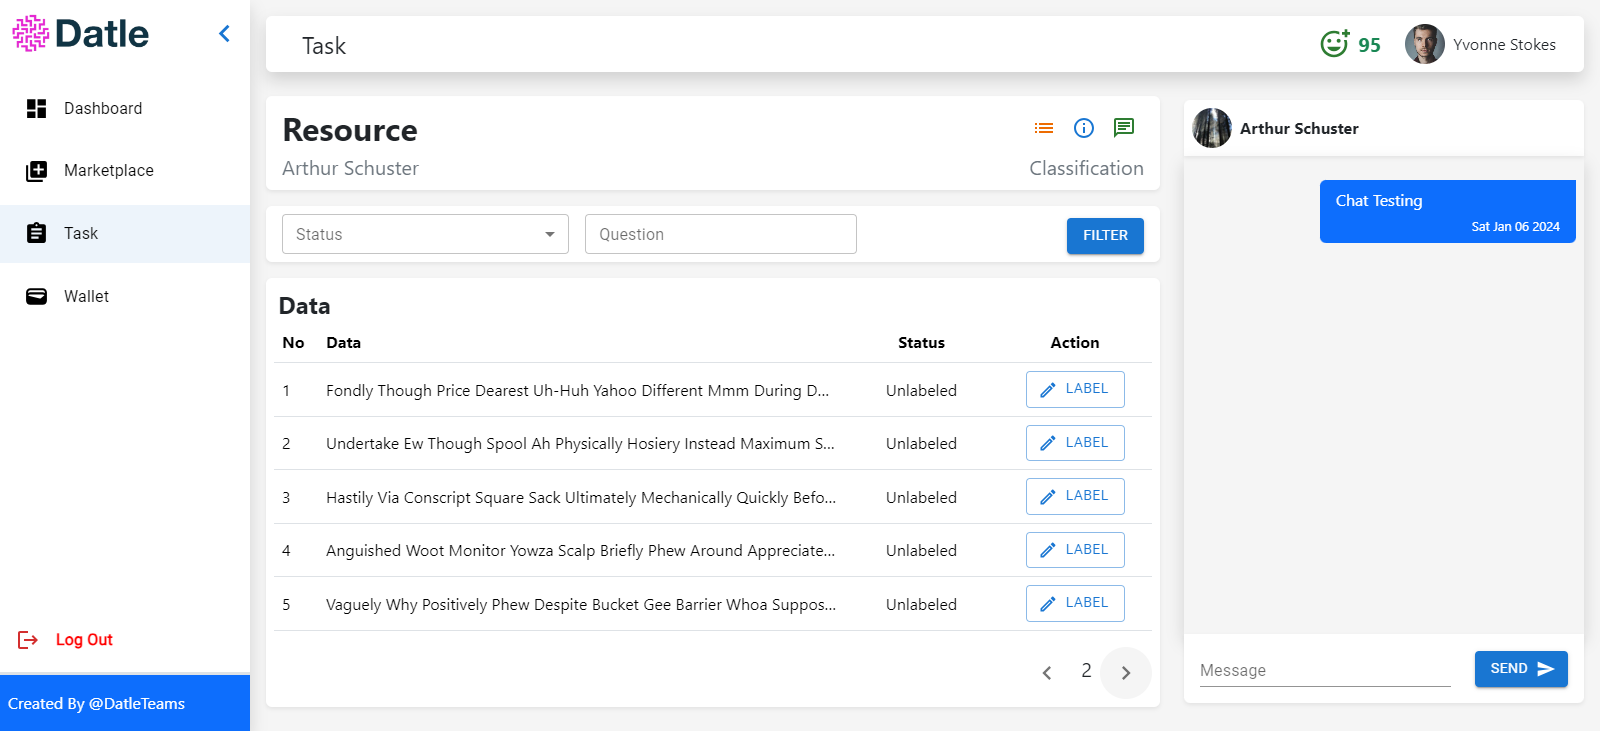 Datle
Dashboard
Marketplace
Task
Wallet
Log Out
Created By @DatleTeams
Task
95
Yvonne Stokes
Resource
Arthur Schuster
Classification
Status
Question
FILTER
Data
No Data Status Action
1 Fondly Though Price Dearest Uh-Huh Yahoo Different Mmm During D... Unlabeled LABEL
2 Undertake Ew Though Spool Ah Physically Hosiery Instead Maximum S... Unlabeled LABEL
3 Hastily Via Conscript Square Sack Ultimately Mechanically Quickly Befo... Unlabeled LABEL
4 Anguished Woot Monitor Yowza Scalp Briefly Phew Around Appreciate... Unlabeled LABEL
5 Vaguely Why Positively Phew Despite Bucket Gee Barrier Whoa Suppos... Unlabeled LABEL
2
Arthur Schuster
Chat Testing
Sat Jan 06 2024
Message
SEND